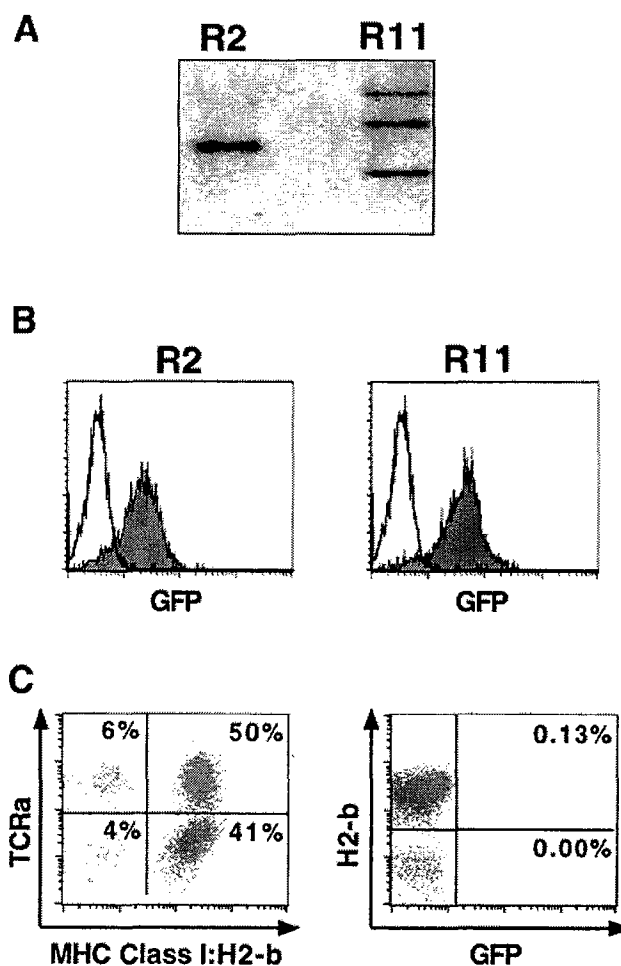 A
R2 R11
B
R2 R11
GFP GFP
C
6% 50%
4% 41%
TCRa
MHC Class I:H2-b
0.13%
0.00%
H2-b
GFP